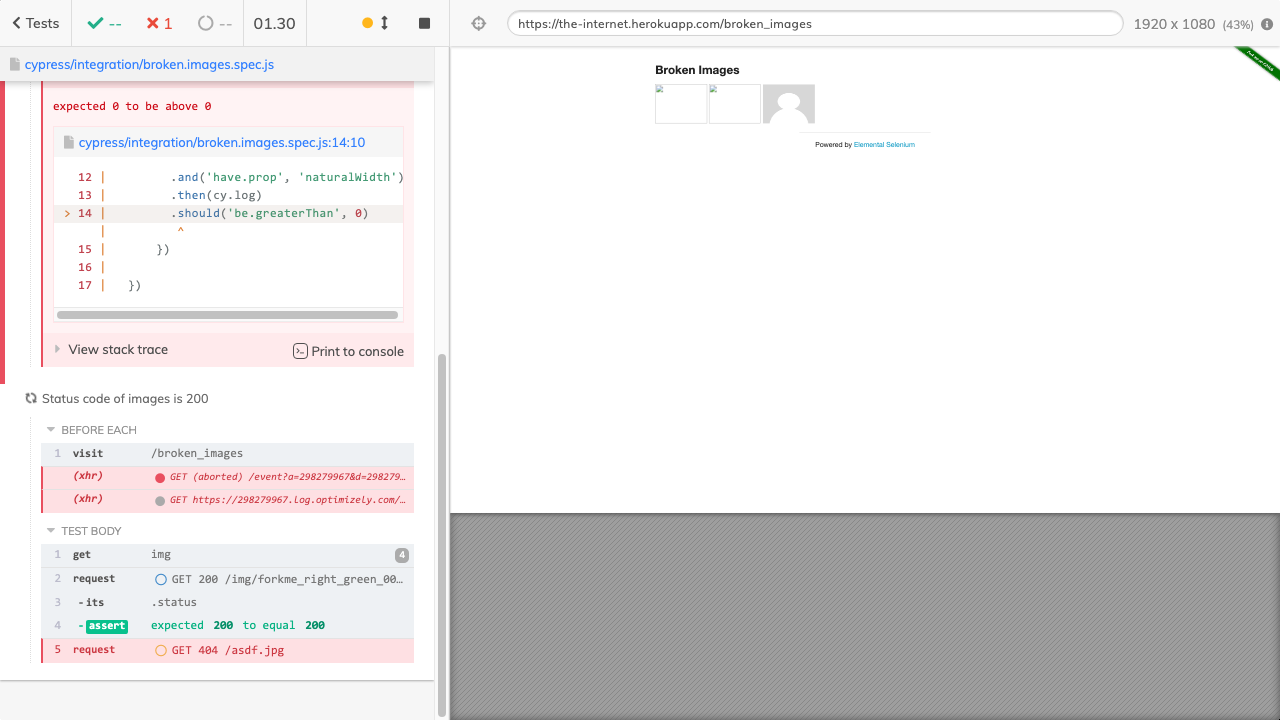 Tests -- 1 -- 01.30
https://the-internet.herokuapp.com/broken_images
1920 x 1080 (43%)
cypress/integration/broken.images.spec.js
expected 0 to be above 0
cypress/integration/broken.images.spec.js:14:10
12 | .and('have.prop', 'naturalWidth')
13 | .then(cy.log)
> 14 | .should('be.greaterThan', 0)
| ^
15 | })
16 |
17 | })
View stack trace
Print to console
Status code of images is 200
BEFORE EACH
1 visit /broken_images
(xhr) GET (aborted) /event?a=298279967&d=298279…
(xhr) GET https://298279967.log.optimizely.com/…
TEST BODY
1 get img 4
2 request GET 200 /img/forkme_right_green_00…
3 -its .status
4 -assert expected 200 to equal 200
5 request GET 404 /asdf.jpg
Broken Images
Powered by Elemental Selenium